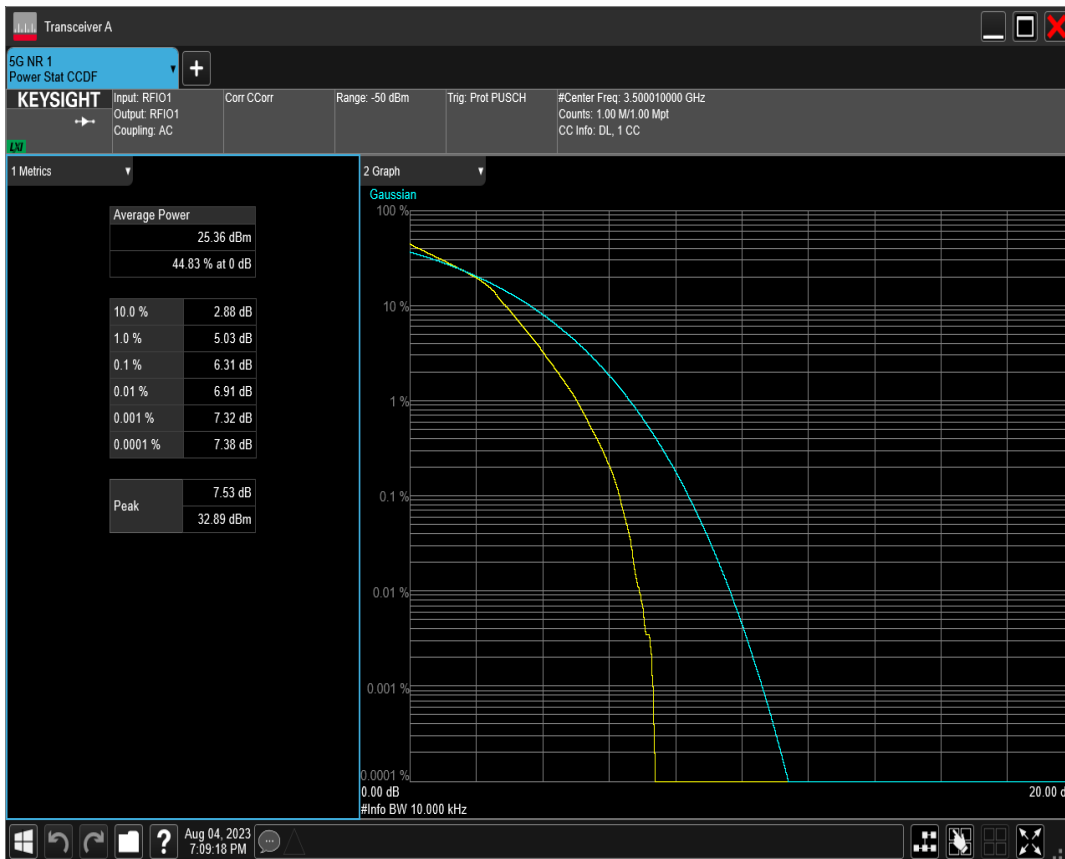 Transceiver A
5G NR 1
Power Stat CCDF
+
KEYSIGHT
LXI
Input: RFIO1
Output: RFIO1
Coupling: AC
Corr CCorr
Range: -50 dBm
Trig: Prot PUSCH
#Center Freq: 3.500010000 GHz
Counts: 1.00 M/1.00 Mpt
CC Info: DL, 1 CC
1 Metrics
Average Power
25.36 dBm
44.83 % at 0 dB
10.0 % 2.88 dB
1.0 % 5.03 dB
0.1 % 6.31 dB
0.01 % 6.91 dB
0.001 % 7.32 dB
0.0001 % 7.38 dB
Peak
7.53 dB
32.89 dBm
2 Graph
Gaussian
100 %
10 %
1 %
0.1 %
0.01 %
0.001 %
0.0001 %
0.00 dB
20.00 d
#Info BW 10.000 kHz
?
Aug 04, 2023
7:09:18 PM